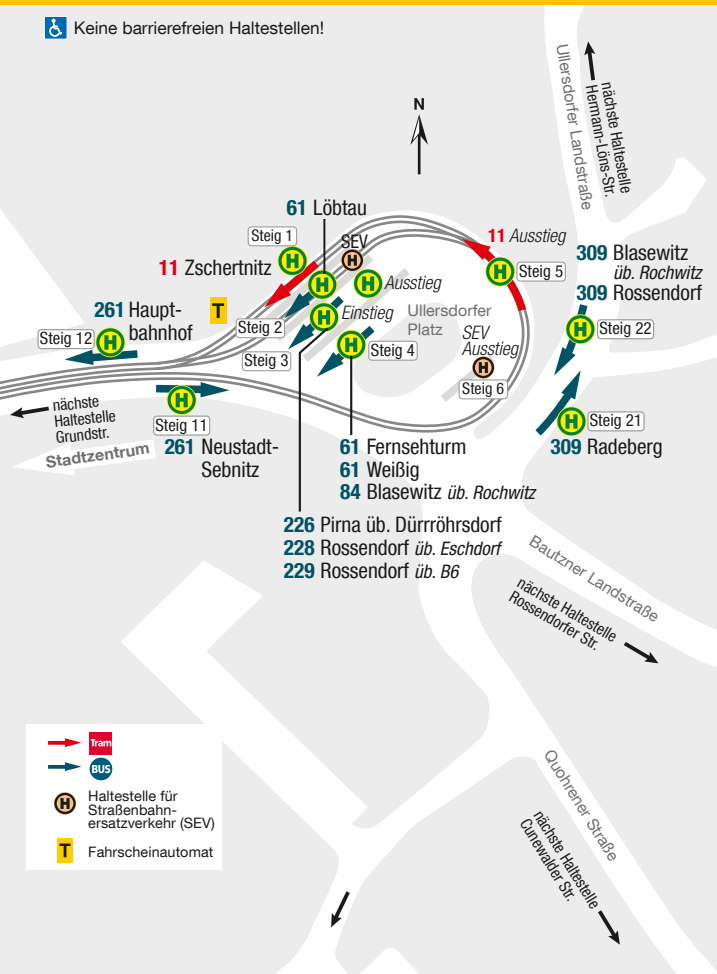 Keine barrierefreien Haltestellen!
Ullersdorfer Landstraße
nächste Haltestelle
Hermann-Löns-Str.
N
61 Löbtau
Steig 1
SEV
H
11 Zschertnitz
H
H
H
Ausstieg
11 Ausstieg
H
Steig 5
309 Blasewitz
üb. Rochwitz
309 Rossendorf
261 Haupt-
bahnhof
T
Steig 2
Einstieg
H
Ullersdorfer
Platz
Steig 12
H
Steig 3
H
Steig 4
SEV
Ausstieg
H
Steig 6
H
Steig 22
nächste
Haltestelle
Grundstr.
H
Steig 11
H
Steig 21
Stadtzentrum
261 Neustadt-
Sebnitz
61 Fernsehturm
61 Weißig
84 Blasewitz üb. Rochwitz
309 Radeberg
226 Pirna üb. Dürrröhrsdorf
228 Rossendorf üb. Eschdorf
229 Rossendorf üb. B6
Bautzner Landstraße
nächste Haltestelle
Rossendorfer Str.
Quohrener Straße
nächste Haltestelle
Cunewalder Str.
Tram
BUS
H
Haltestelle für
Straßenbahn-
ersatzverkehr (SEV)
T
Fahrscheinautomat